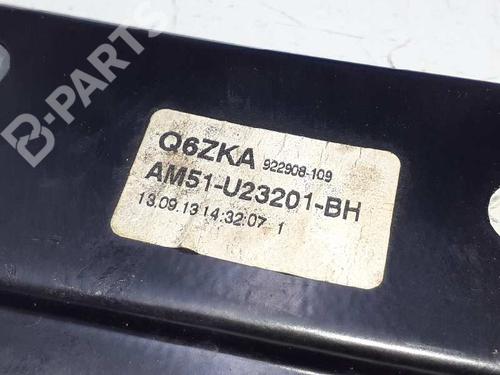 B-PARTS
Q6ZKA 922908-109
AM51-U23201-BH
13.09.13 14:32:07 1